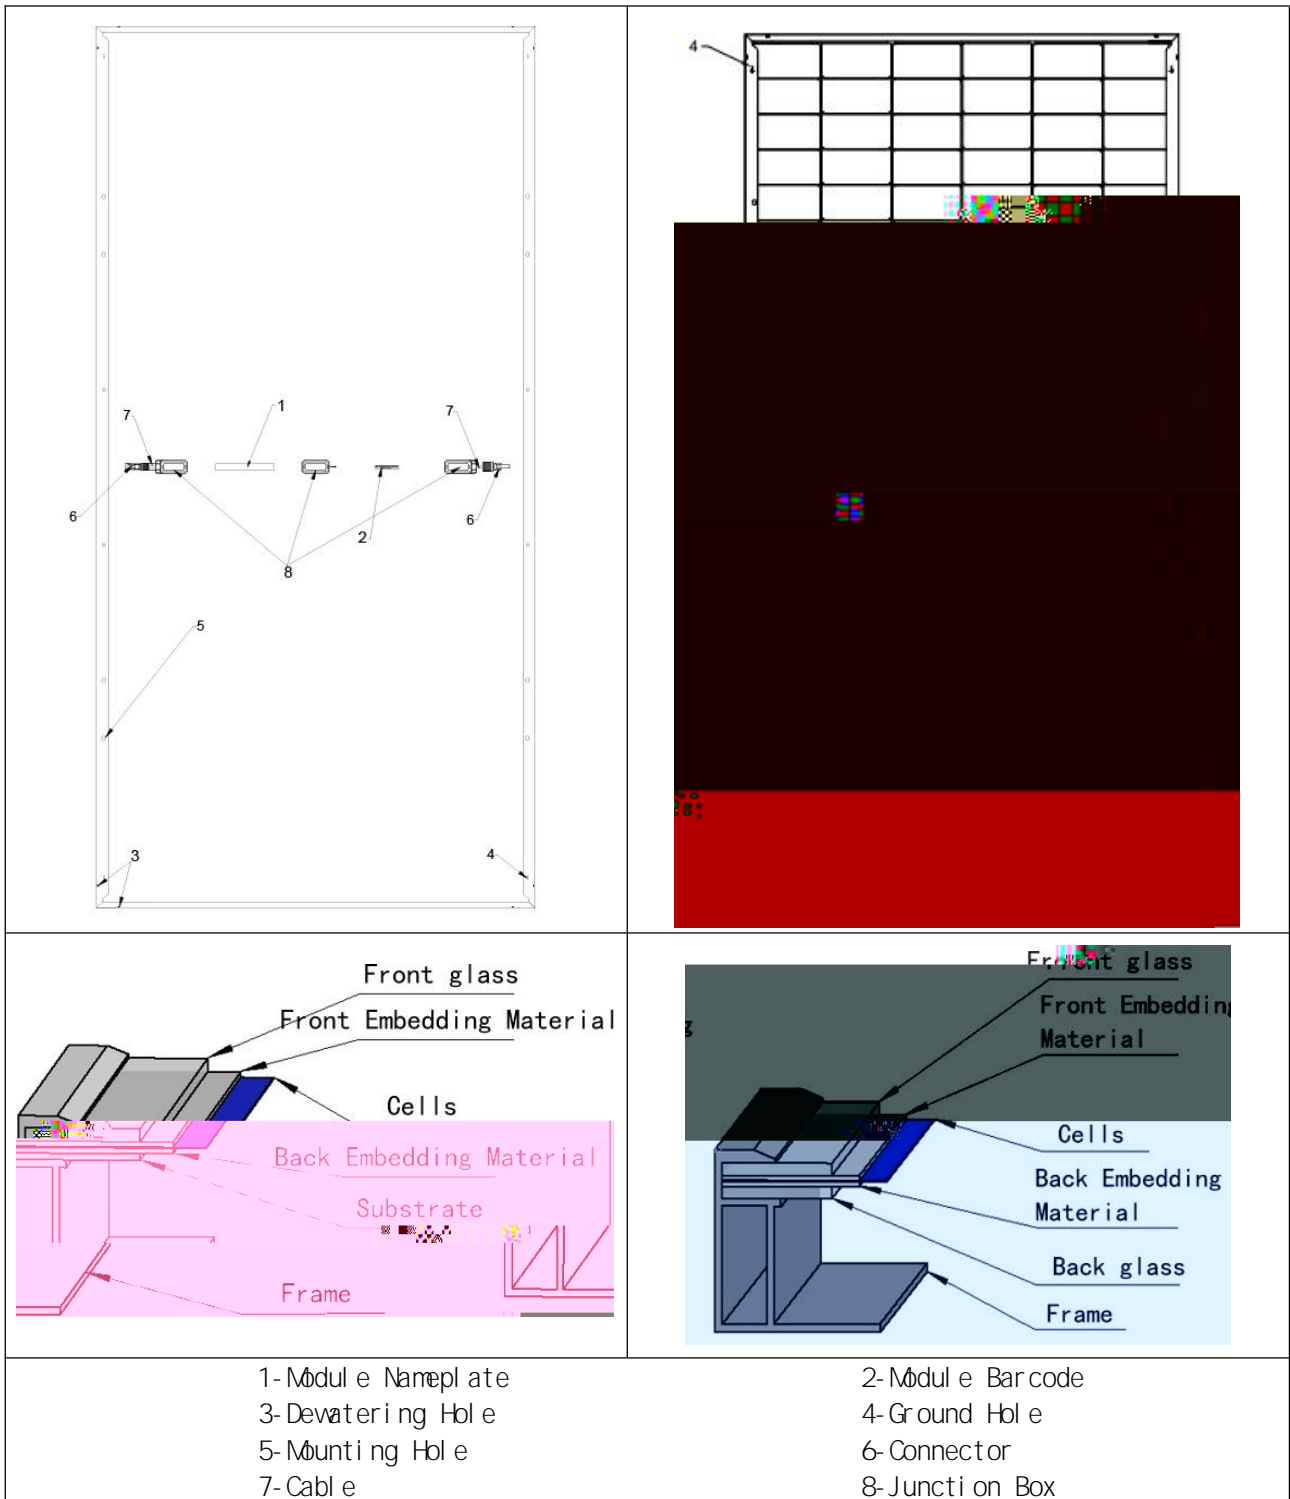 4
7
1
7
6
2
6
8
5
3
4
Front glass
Front Embedding Material
Cells
Back Embedding Material
Substrate
Frame
glass
Front Embedding
Material
Cells
Back Embedding
Material
Back glass
Frame
1-Module Nameplate
2-Module Barcode
3-Dewatering Hole
4-Ground Hole
5-Mounting Hole
6-Connector
7-Cable
8-Junction Box